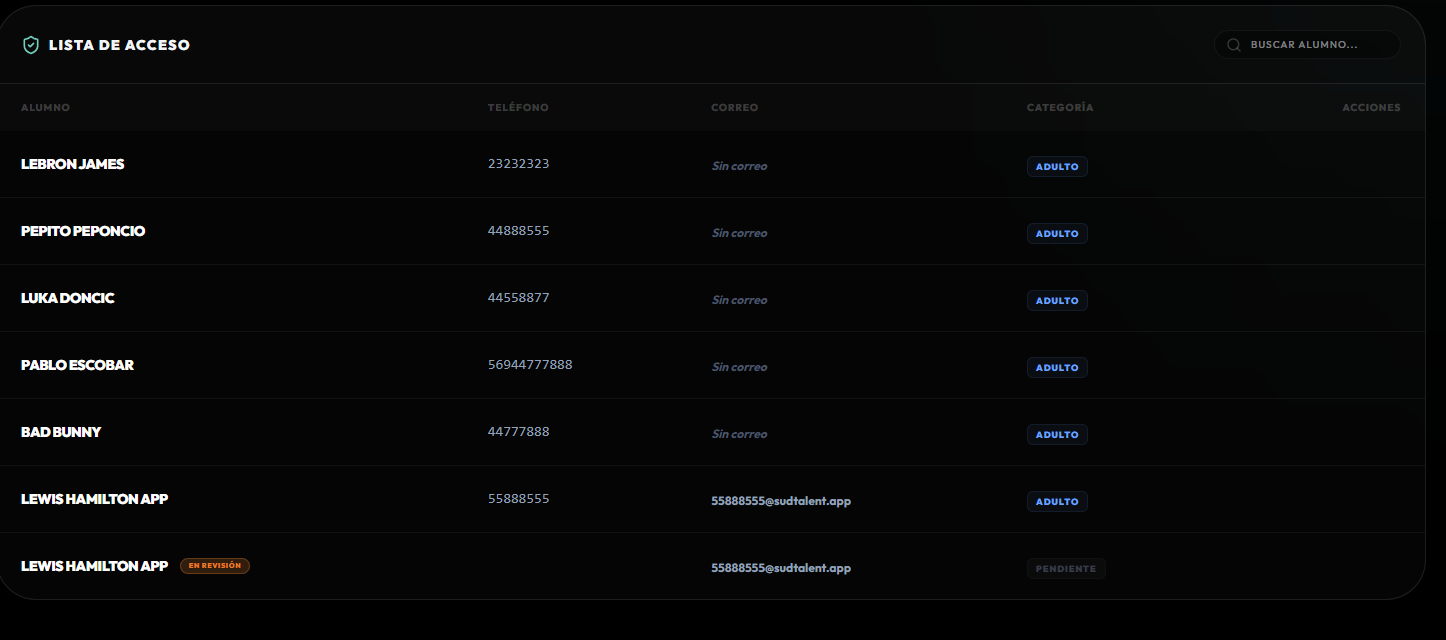 LISTA DE ACCESO
BUSCAR ALUMNO...
ALUMNO TELÉFONO CORREO CATEGORÍA ACCIONES
LEBRON JAMES 23232323 Sin correo ADULTO
PEPITO PEPONCIO 44888555 Sin correo ADULTO
LUKA DONCIC 44558877 Sin correo ADULTO
PABLO ESCOBAR 56944777888 Sin correo ADULTO
BAD BUNNY 44777888 Sin correo ADULTO
LEWIS HAMILTON APP 55888555 55888555@sudtalent.app ADULTO
LEWIS HAMILTON APP EN REVISIÓN 55888555@sudtalent.app PENDIENTE